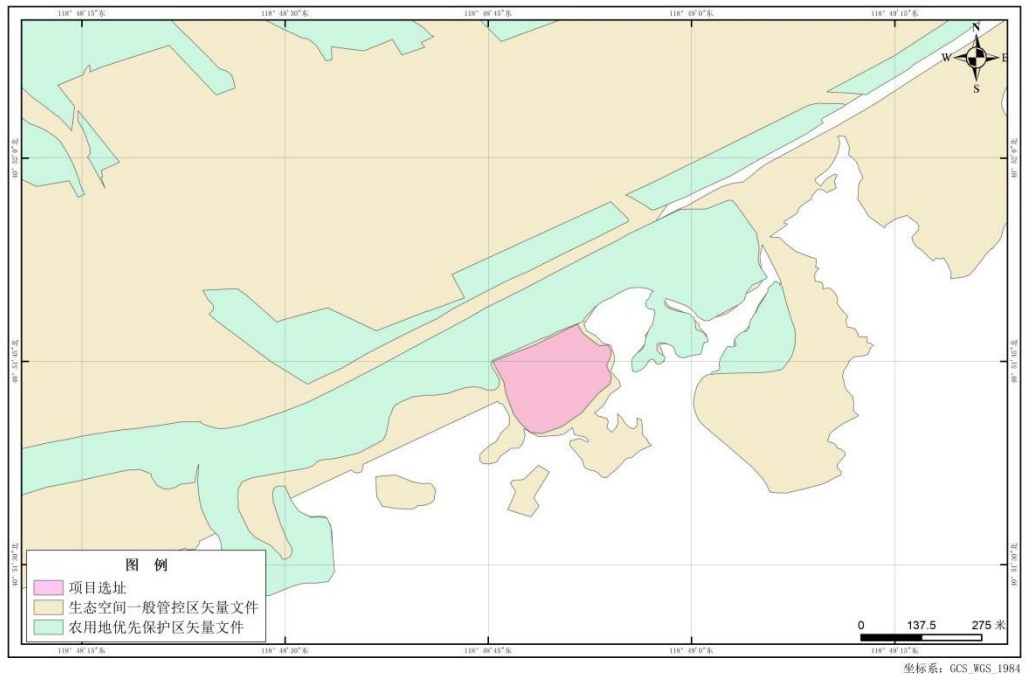 118° 48′15″东
118° 48′30″东
118° 48′45″东
118° 49′0″东
118° 49′15″东
N
W
E
S
40° 52′0″北
40° 52′0″北
40° 51′45″北
40° 51′45″北
40° 51′30″北
40° 51′30″北
图 例
项目选址
生态空间一般管控区矢量文件
农用地优先保护区矢量文件
0 137.5 275 米
118° 48′15″东
118° 48′30″东
118° 48′45″东
118° 49′0″东
118° 49′15″东
坐标系：GCS_WGS_1984